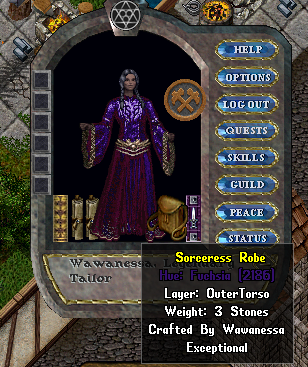 HELP
OPTIONS
LOG OUT
QUESTS
SKILLS
GUILD
PEACE
STATUS
Wawanessa,
Tailor
Sorceress Robe
Hue: Fuchsia [2186]
Layer: OuterTorso
Weight: 3 Stones
Crafted By Wawanessa
Exceptional